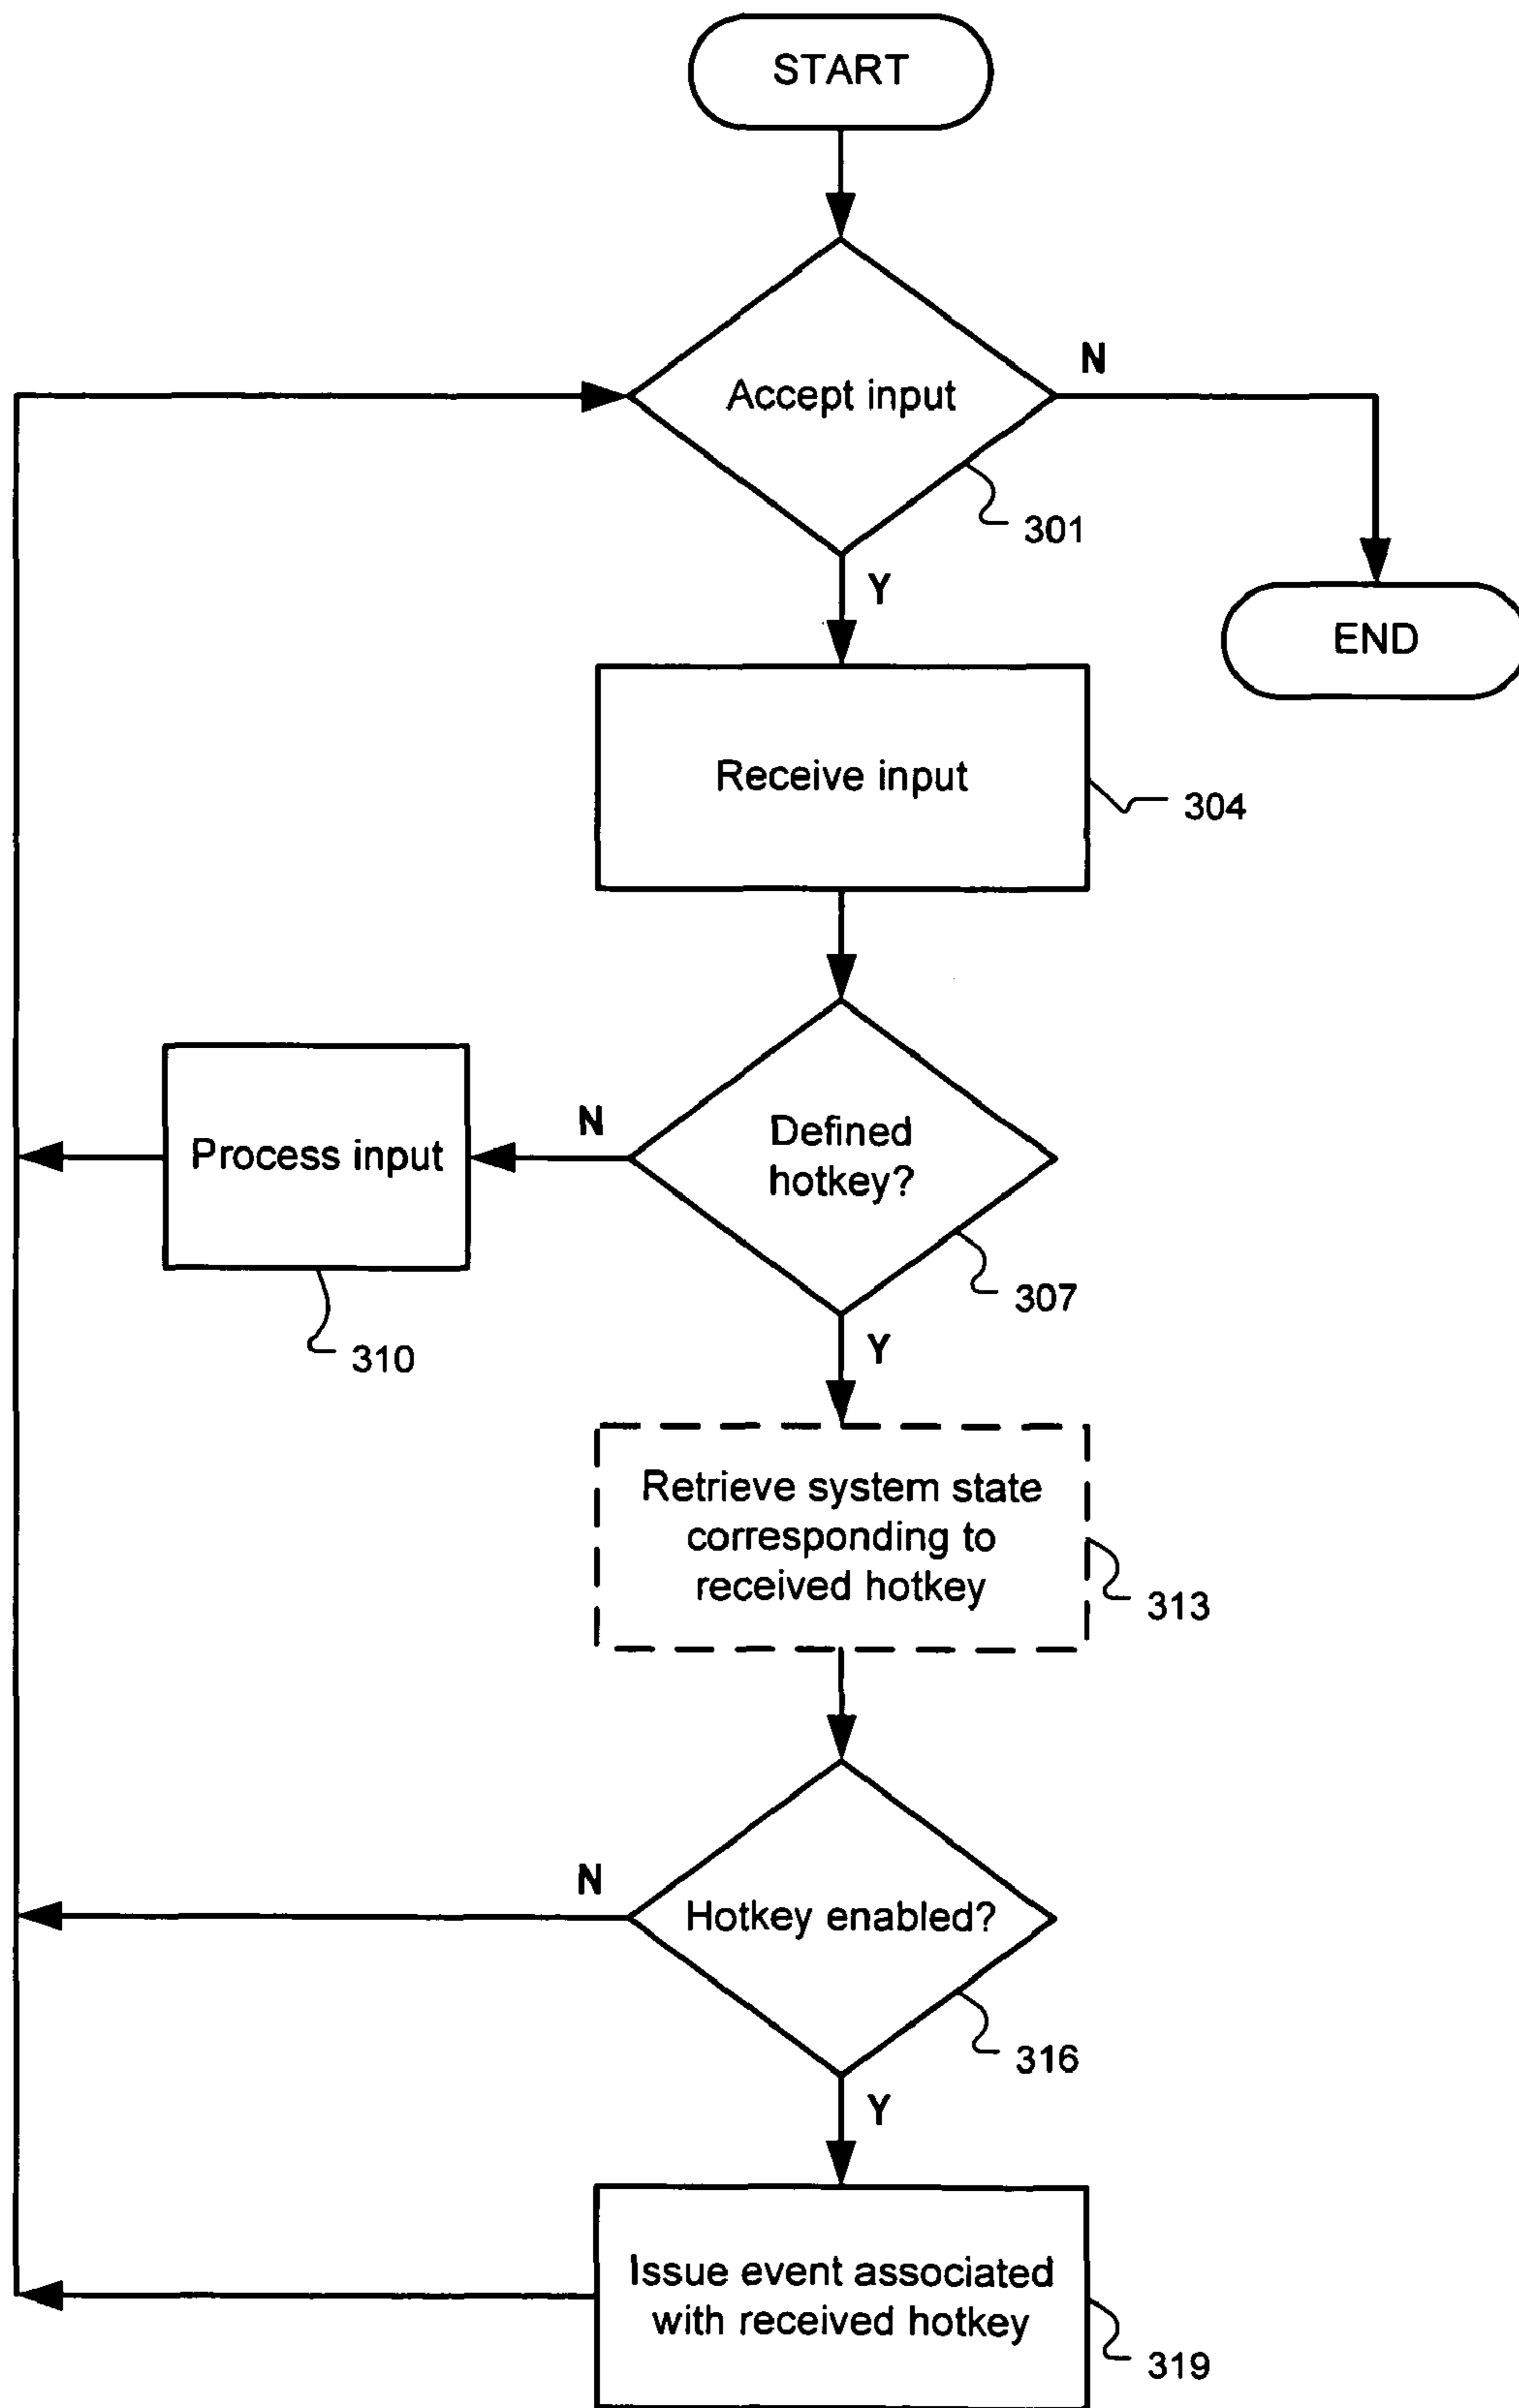 START
Accept input
N
301
Y
END
Receive input
304
Defined
hotkey?
N
Process input
307
310
Y
Retrieve system state
corresponding to
received hotkey
313
Hotkey enabled?
N
316
Y
Issue event associated
with received hotkey
319